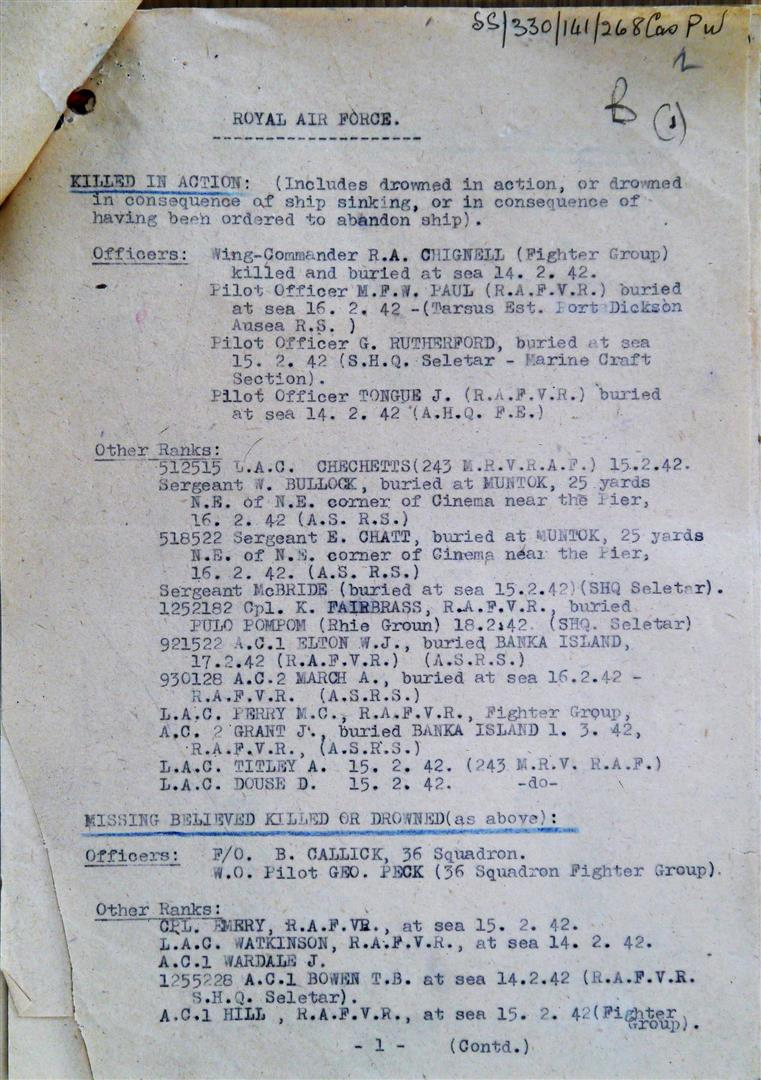 SS/330/141/268 Cas PW
2
B (1)
ROYAL AIR FORCE.
KILLED IN ACTION: (Includes drowned in action, or drowned
in consequence of ship sinking, or in consequence of
having been ordered to abandon ship).
Officers: Wing-Commander R.A. CHIGNELL (Fighter Group)
killed and buried at sea 14. 2. 42.
Pilot Officer M.F.W. PAUL (R.A.F.V.R.) buried
at sea 16. 2. 42 -(Tarsus Est. Port Dickson
Ausea R.S. )
Pilot Officer G. RUTHERFORD, buried at sea
15. 2. 42 (S.H.Q. Seletar - Marine Craft
Section).
Pilot Officer TONGUE J. (R.A.F.V.R.) buried
at sea 14. 2. 42 (A.H.Q. F.E.)
Other Ranks:
512515 L.A.C. CHECHETTS(243 M.R.V.R.A.F.) 15.2.42.
Sergeant W. BULLOCK, buried at MUNTOK, 25 yards
N.E. of N.E. corner of Cinema near the Pier,
16. 2. 42 (A.S. R.S.)
518522 Sergeant E. CHATT, buried at MUNTOK, 25 yards
N.E. of N.E. corner of Cinema near the Pier,
16. 2. 42. (A.S. R.S.)
Sergeant McBRIDE (buried at sea 15.2.42)(SHQ Seletar).
1252182 Cpl. K. FAIRBRASS, R.A.F.V.R., buried
PULO POMPOM (Rhie Groun) 18.2.42. (SHQ. Seletar)
921522 A.C.1 ELTON W.J., buried BANKA ISLAND,
17.2.42 (R.A.F.V.R.) (A.S.R.S.)
930128 A.C.2 MARCH A., buried at sea 16.2.42 -
R.A.F.V.R. (A.S.R.S.)
L.A.C. PERRY M.C., R.A.F.V.R., Fighter Group,
A.C. 2 GRANT J., buried BANKA ISLAND 1. 3. 42,
R.A.F.V.R., (A.S.R.S.)
L.A.C. TITLEY A. 15. 2. 42. (243 M.R.V. R.A.F.)
L.A.C. DOUSE D. 15. 2. 42. -do-
MISSING BELIEVED KILLED OR DROWNED(as above):
Officers: F/O. B. CALLICK, 36 Squadron.
W.O. Pilot GEO. PECK (36 Squadron Fighter Group).
Other Ranks:
CPL. EMERY, R.A.F.VR., at sea 15. 2. 42.
L.A.C. WATKINSON, R.A.F.V.R., at sea 14. 2. 42.
A.C.1 WARDALE J.
1255228 A.C.1 BOWEN T.B. at sea 14.2.42 (R.A.F.V.R.
S.H.Q. Seletar).
A.C.1 HILL , R.A.F.V.R., at sea 15. 2. 42(Fighter
Group).
- 1 - (Contd.)